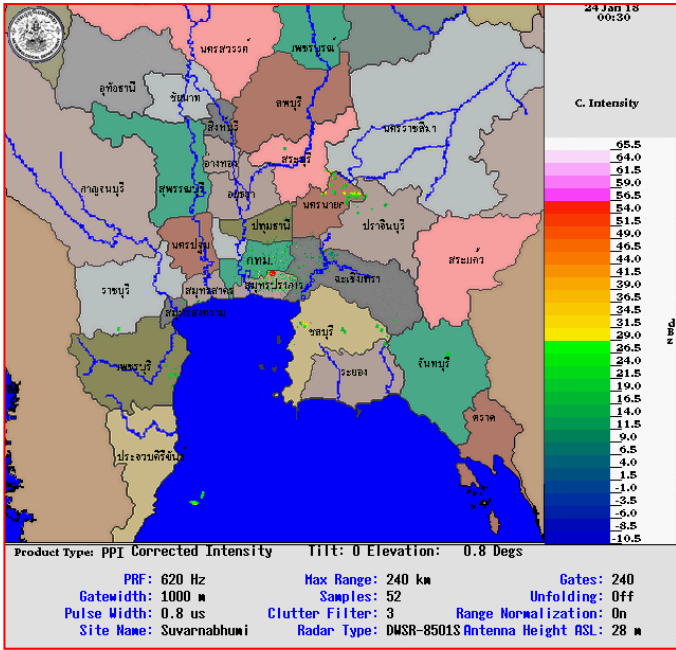 24 Jan 18
00:30
C. Intensity
65.5
64.0
61.5
59.0
56.5
54.0
51.5
49.0
46.5
44.0
41.5
39.0
36.5
34.0
31.5
29.0
26.5
24.0
21.5
19.0
16.5
14.0
11.5
9.0
6.5
4.0
1.5
-1.0
-3.5
-6.0
-8.5
-10.5
นครสวรรค์
เพชรบูรณ์
อุทัยธานี
ชัยนาท
ลพบุรี
สิงห์บุรี
นครราชสีมา
อ่างทอง
สระบุรี
กาญจนบุรี
สุพรรณบุรี
อยุธยา
นครนายก
ปราจีนบุรี
ปทุมธานี
นครปฐม
กทม.
สระแก้ว
ราชบุรี
สมุทรสาคร
สมุทรปราการ
ฉะเชิงเทรา
สมุทรสงคราม
ชลบุรี
เพชรบุรี
ระยอง
จันทบุรี
ตราด
ประจวบคีรีขันธ์
Product Type: PPI Corrected Intensity Tilt: 0 Elevation: 0.8 Degs
PRF: 620 Hz Max Range: 240 km Gates: 240
Gatewidth: 1000 m Samples: 52 Unfolding: Off
Pulse Width: 0.8 us Clutter Filter: 3 Range Normalization: On
Site Name: Suvarnabhumi Radar Type: DWSR-8501S Antenna Height ASL: 28 m